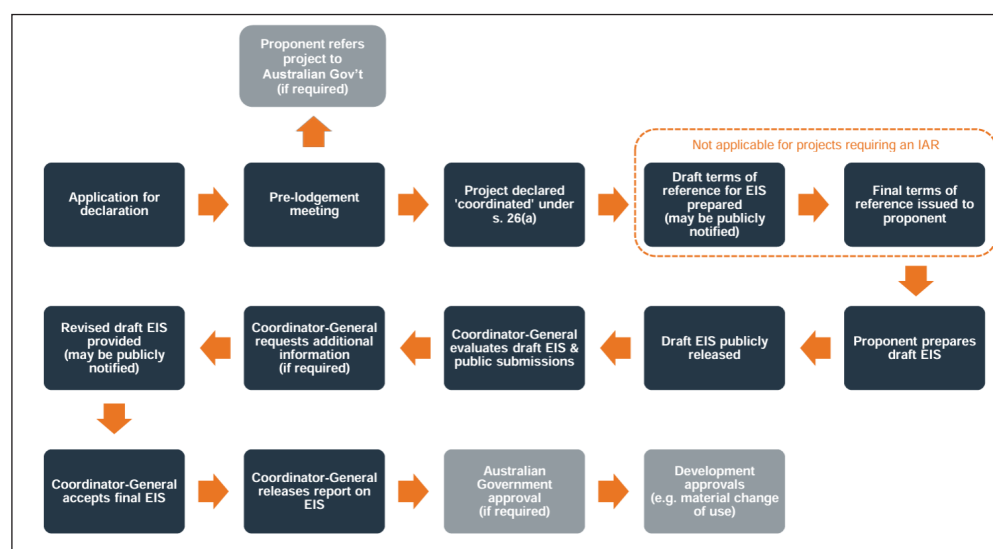 Proponent refers
project to
Australian Gov't
(if required)
Not applicable for projects requiring an IAR
Application for
declaration
Pre-lodgement
meeting
Project declared
'coordinated' under
s. 26(a)
Draft terms of
reference for EIS
prepared
(may be publicly
notified)
Final terms of
reference issued to
proponent
Revised draft EIS
provided
(may be publicly
notified)
Coordinator-General
requests additional
information
(if required)
Coordinator-General
evaluates draft EIS &
public submissions
Draft EIS publicly
released
Proponent prepares
draft EIS
Coordinator-General
accepts final EIS
Coordinator-General
releases report on
EIS
Australian
Government
approval
(if required)
Development
approvals
(e.g. material change
of use)